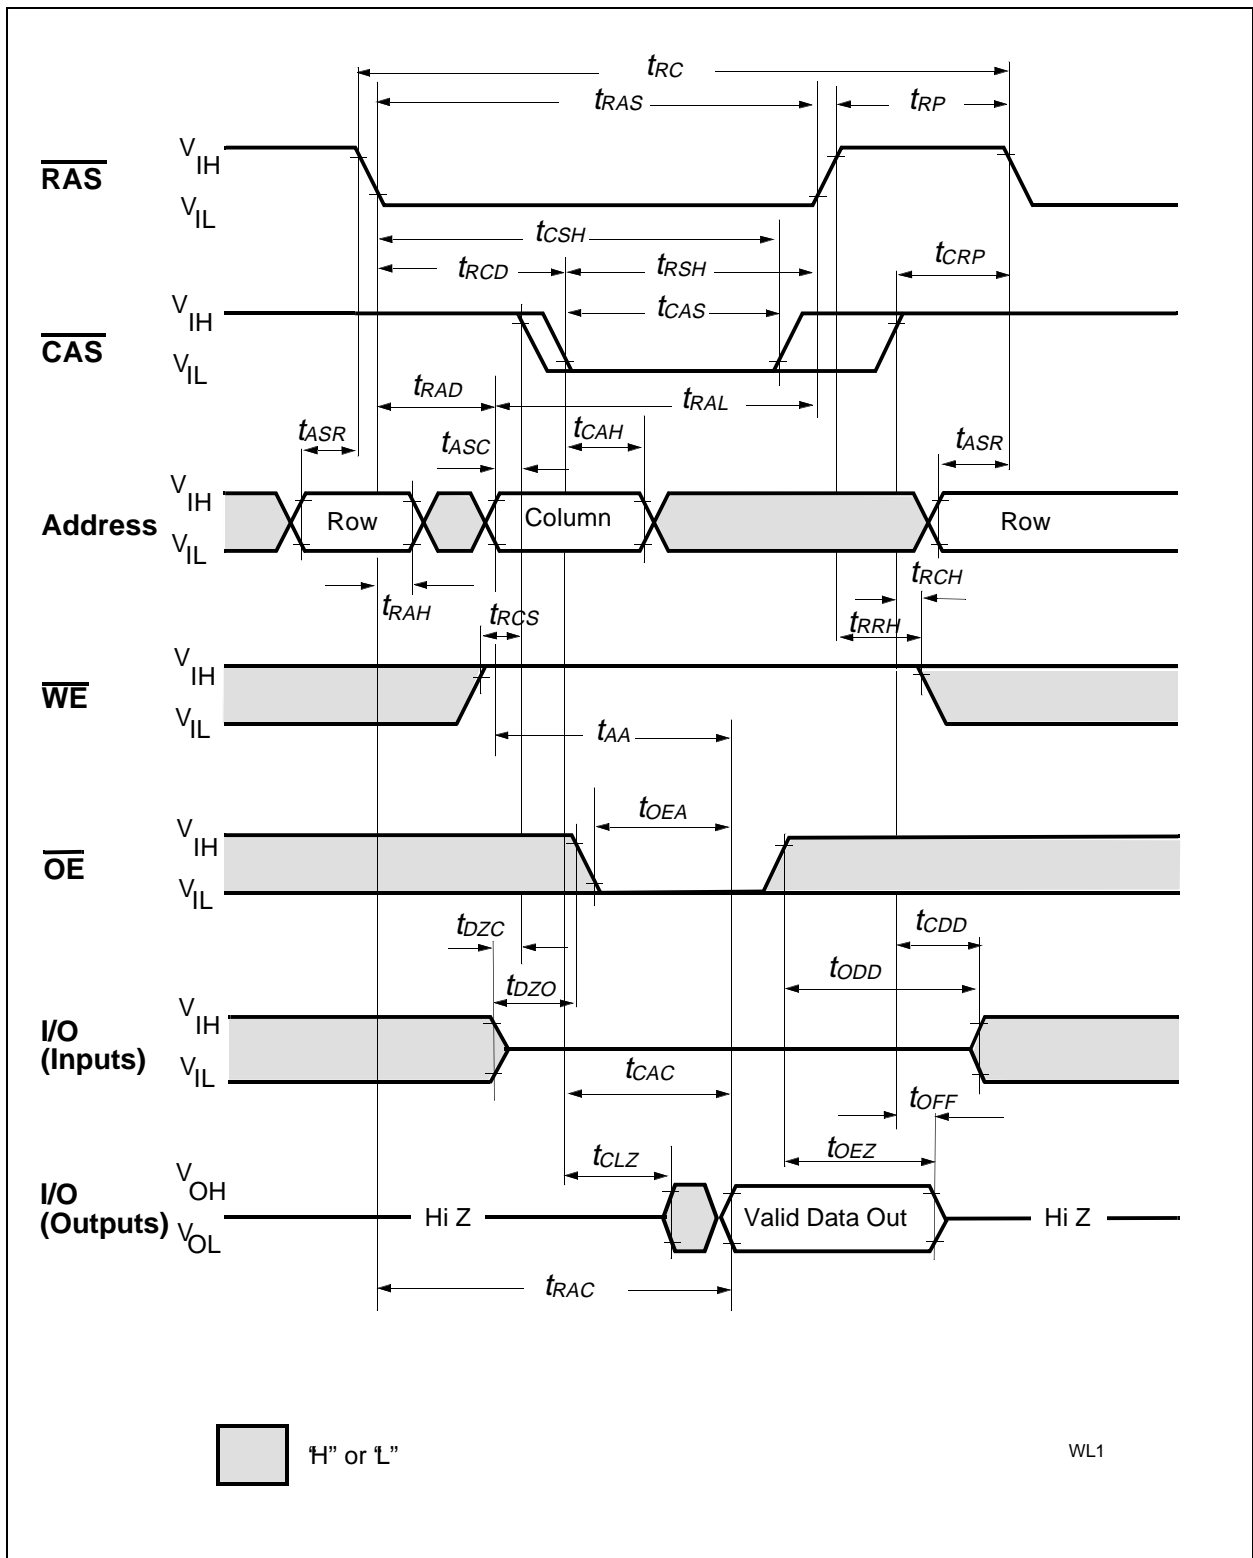 tRC
tRAS
tRP
RAS
VIH
VIL
tCSH
tRCD
tRSH
tCRP
CAS
VIH
VIL
tCAS
tRAD
tRAL
tASR
tASC
tCAH
tASR
Address
VIH
VIL
Row
Column
Row
tRAH
tRCS
tRCH
tRRH
WE
VIH
VIL
tAA
tOEA
OE
VIH
VIL
tDZC
tCDD
tDZO
tODD
I/O
(Inputs)
VIH
VIL
tCAC
tOFF
tCLZ
tOEZ
I/O
(Outputs)
VOH
VOL
Hi Z
Valid Data Out
Hi Z
tRAC
“H” or “L”
WL1